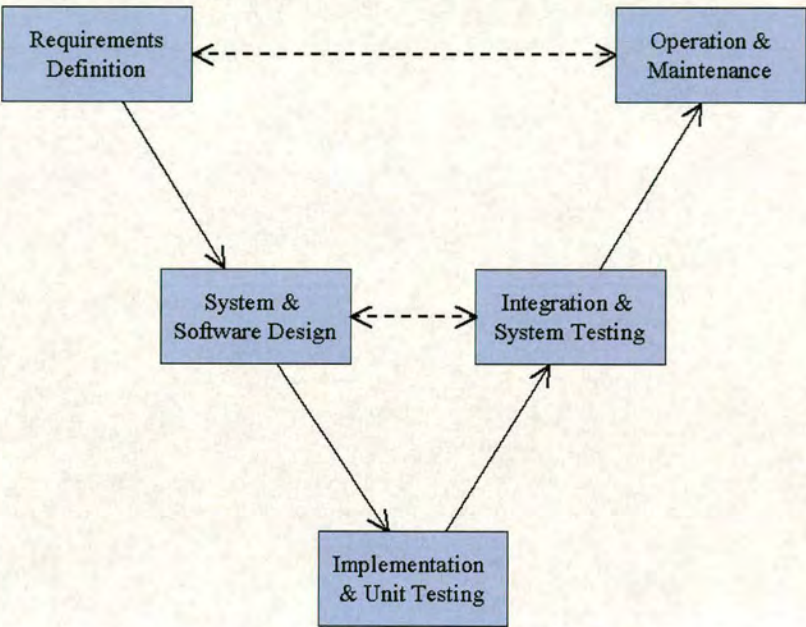 Requirements
Definition
Operation &
Maintenance
System &
Software Design
Integration &
System Testing
Implementation
& Unit Testing